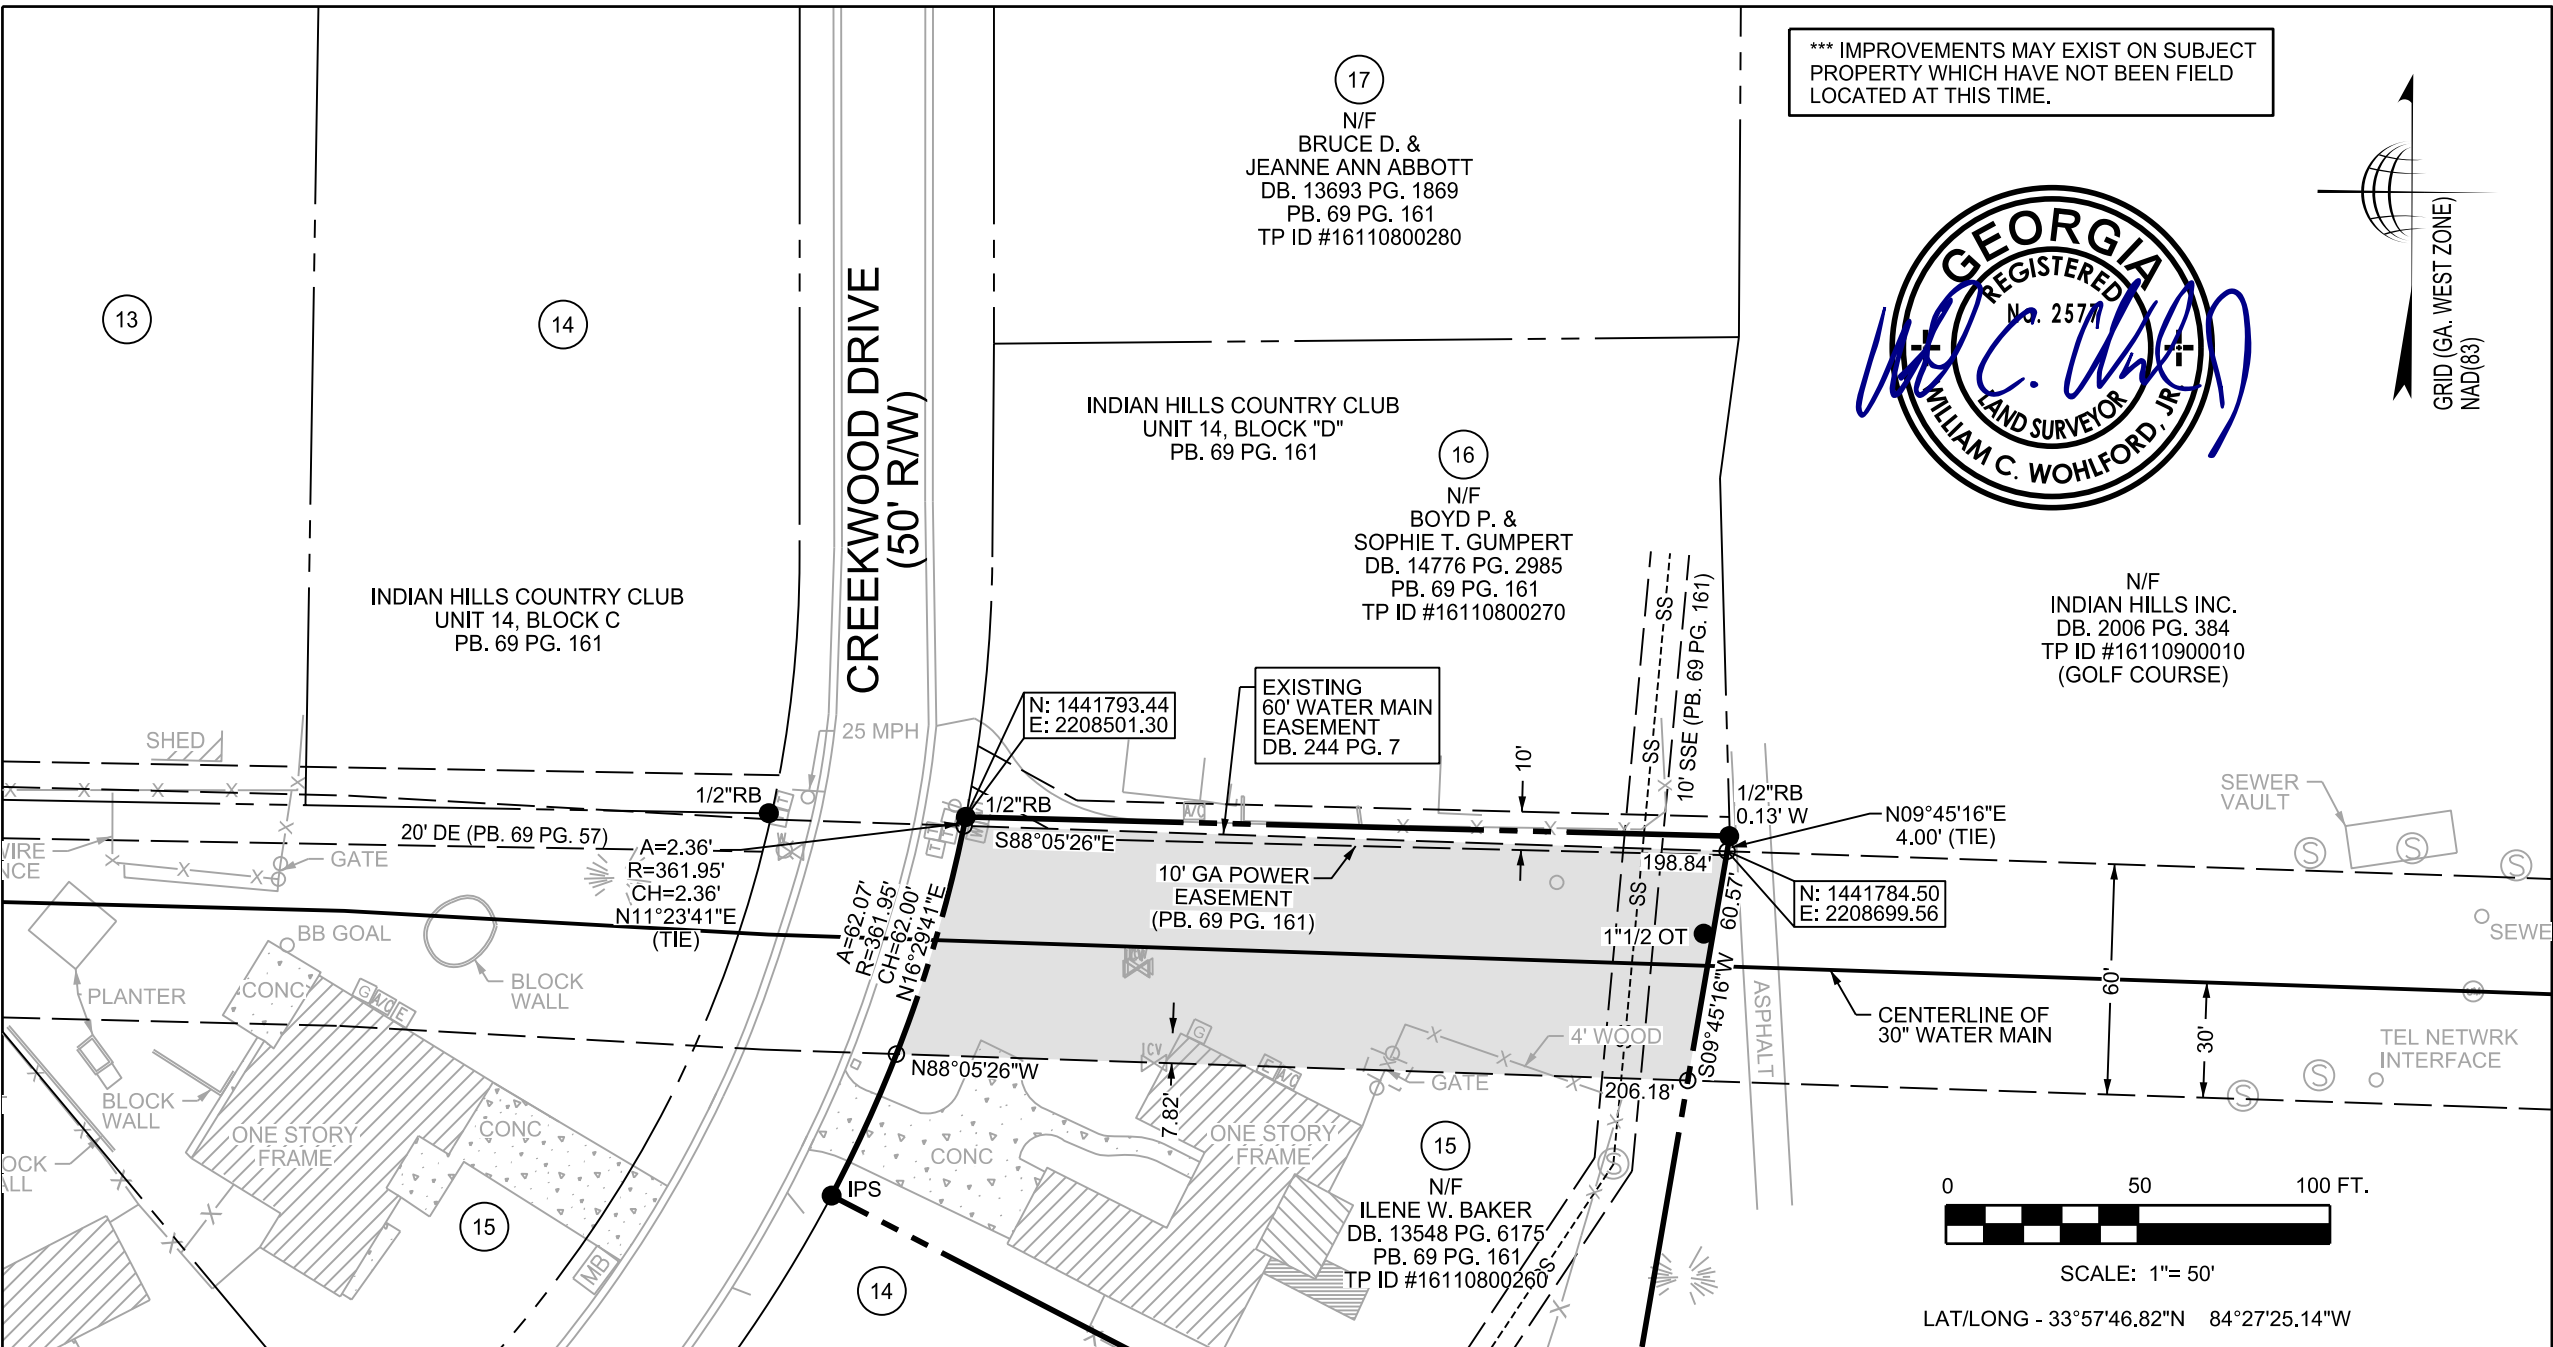 *** IMPROVEMENTS MAY EXIST ON SUBJECT
PROPERTY WHICH HAVE NOT BEEN FIELD
LOCATED AT THIS TIME.
17
N/F
BRUCE D. &
JEANNE ANN ABBOTT
DB. 13693 PG. 1869
PB. 69 PG. 161
TP ID #16110800280
GEORGIA
REGISTERED
NO. 2577
LAND SURVEYOR
WILLIAM C. WOHLFORD, JR.
GRID (GA. WEST ZONE)
NAD(83)
13
14
CREEKWOOD DRIVE
(50' R/W)
INDIAN HILLS COUNTRY CLUB
UNIT 14, BLOCK "D"
PB. 69 PG. 161
16
N/F
BOYD P. &
SOPHIE T. GUMPERT
DB. 14776 PG. 2985
PB. 69 PG. 161
TP ID #16110800270
INDIAN HILLS COUNTRY CLUB
UNIT 14, BLOCK C
PB. 69 PG. 161
N/F
INDIAN HILLS INC.
DB. 2006 PG. 384
TP ID #16110900010
(GOLF COURSE)
SS
SS
SS
SS
SS
10' SSE (PB. 69 PG. 161)
EXISTING
60' WATER MAIN
EASEMENT
DB. 244 PG. 7
N: 1441793.44
E: 2208501.30
25 MPH
SHED
10'
1/2"RB
1/2"RB
1/2"RB
0.13' W
N09°45'16"E
4.00' (TIE)
SEWER
VAULT
20' DE (PB. 69 PG. 57)
A=2.36'
R=361.95'
CH=2.36'
N11°23'41"E
(TIE)
S88°05'26"E
198.84'
GATE
10' GA POWER
EASEMENT
(PB. 69 PG. 161)
N: 1441784.50
E: 2208699.56
A=62.07'
R=361.95'
CH=62.00'
N16°29'41"E
1"1/2 OT
60.57'
S09°45'16"W
BB GOAL
BLOCK
WALL
PLANTER
CONC
G
A/C
E
ASPHALT
CENTERLINE OF
30" WATER MAIN
60'
30'
SEWE
TEL NETWRK
INTERFACE
4' WOOD
N88°05'26"W
206.18'
7.82'
ICV
G
E
A/C
GATE
BLOCK
WALL
ONE STORY
FRAME
CONC
CONC
ONE STORY
FRAME
IPS
15
N/F
ILENE W. BAKER
DB. 13548 PG. 6175
PB. 69 PG. 161
TP ID #16110800260
15
14
MB
0 50 100 FT.
SCALE: 1"= 50'
LAT/LONG - 33°57'46.82"N 84°27'25.14"W